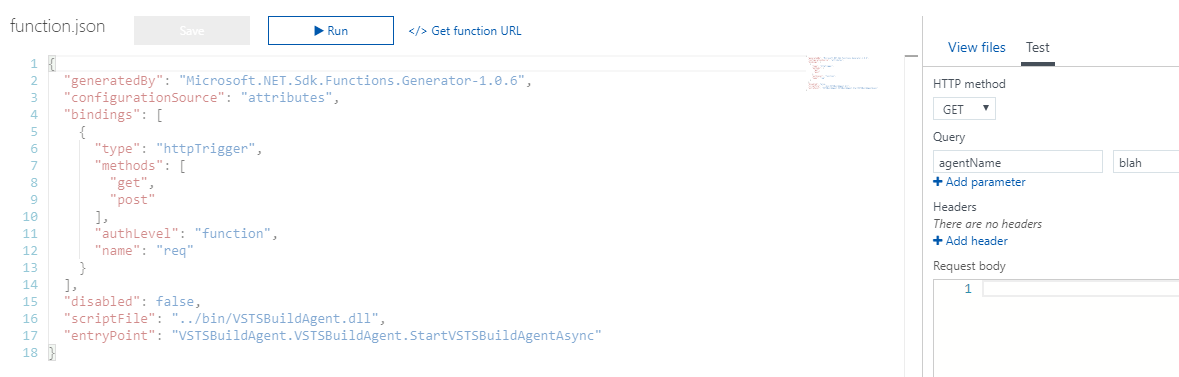 function.json
Save
Run
</> Get function URL
1 {
2 "generatedBy": "Microsoft.NET.Sdk.Functions.Generator-1.0.6",
3 "configurationSource": "attributes",
4 "bindings": [
5 {
6 "type": "httpTrigger",
7 "methods": [
8 "get",
9 "post"
10 ],
11 "authLevel": "function",
12 "name": "req"
13 }
14 ],
15 "disabled": false,
16 "scriptFile": "../bin/VSTSBuildAgent.dll",
17 "entryPoint": "VSTSBuildAgent.VSTSBuildAgent.StartVSTSBuildAgentAsync"
18 }
View files
Test
HTTP method
GET
Query
agentName
blah
+ Add parameter
Headers
There are no headers
+ Add header
Request body
1